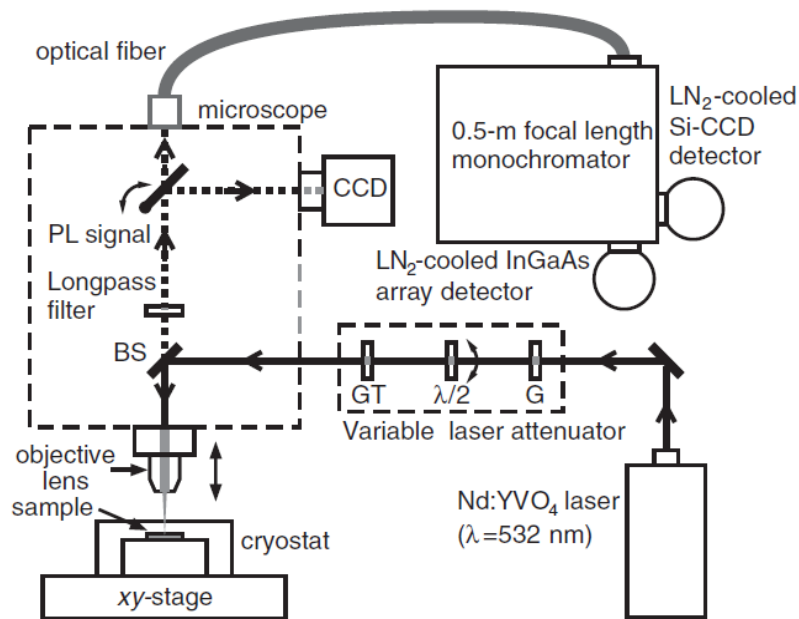 optical fiber
microscope
LN₂-cooled
Si-CCD
detector
0.5-m focal length
monochromator
CCD
PL signal
LN₂-cooled InGaAs
array detector
Longpass
filter
BS
GT
λ/2
G
Variable laser attenuator
objective
lens
sample
Nd:YVO₄ laser
(λ=532 nm)
cryostat
xy-stage